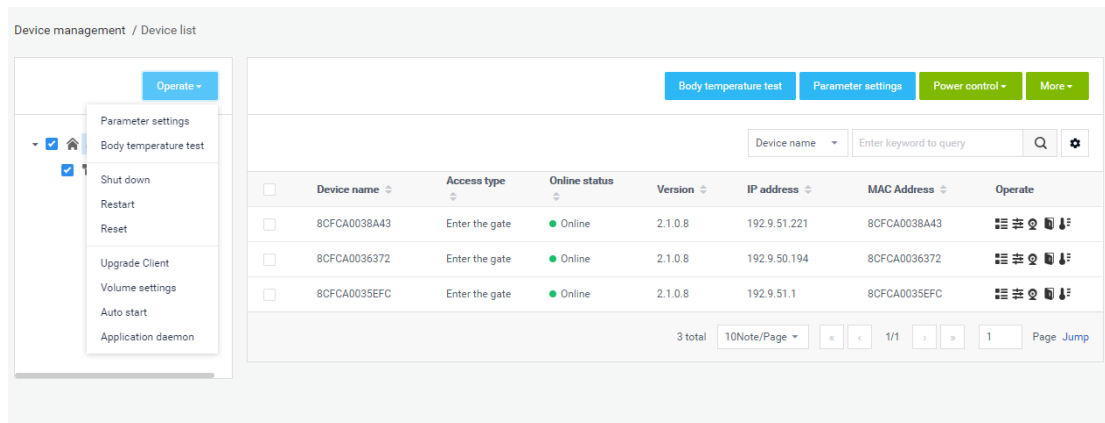 Device management / Device list
Operate
Parameter settings
Body temperature test
Shut down
Restart
Reset
Upgrade Client
Volume settings
Auto start
Application daemon
Body temperature test Parameter settings Power control More
Device name Enter keyword to query
Device name Access type Online status Version IP address MAC Address Operate
8CFCA0038A43 Enter the gate Online 2.1.0.8 192.9.51.221 8CFCA0038A43
8CFCA0036372 Enter the gate Online 2.1.0.8 192.9.50.194 8CFCA0036372
8CFCA0035EFC Enter the gate Online 2.1.0.8 192.9.51.1 8CFCA0035EFC
3 total 10Note/Page « ‹ 1/1 › » 1 Page Jump